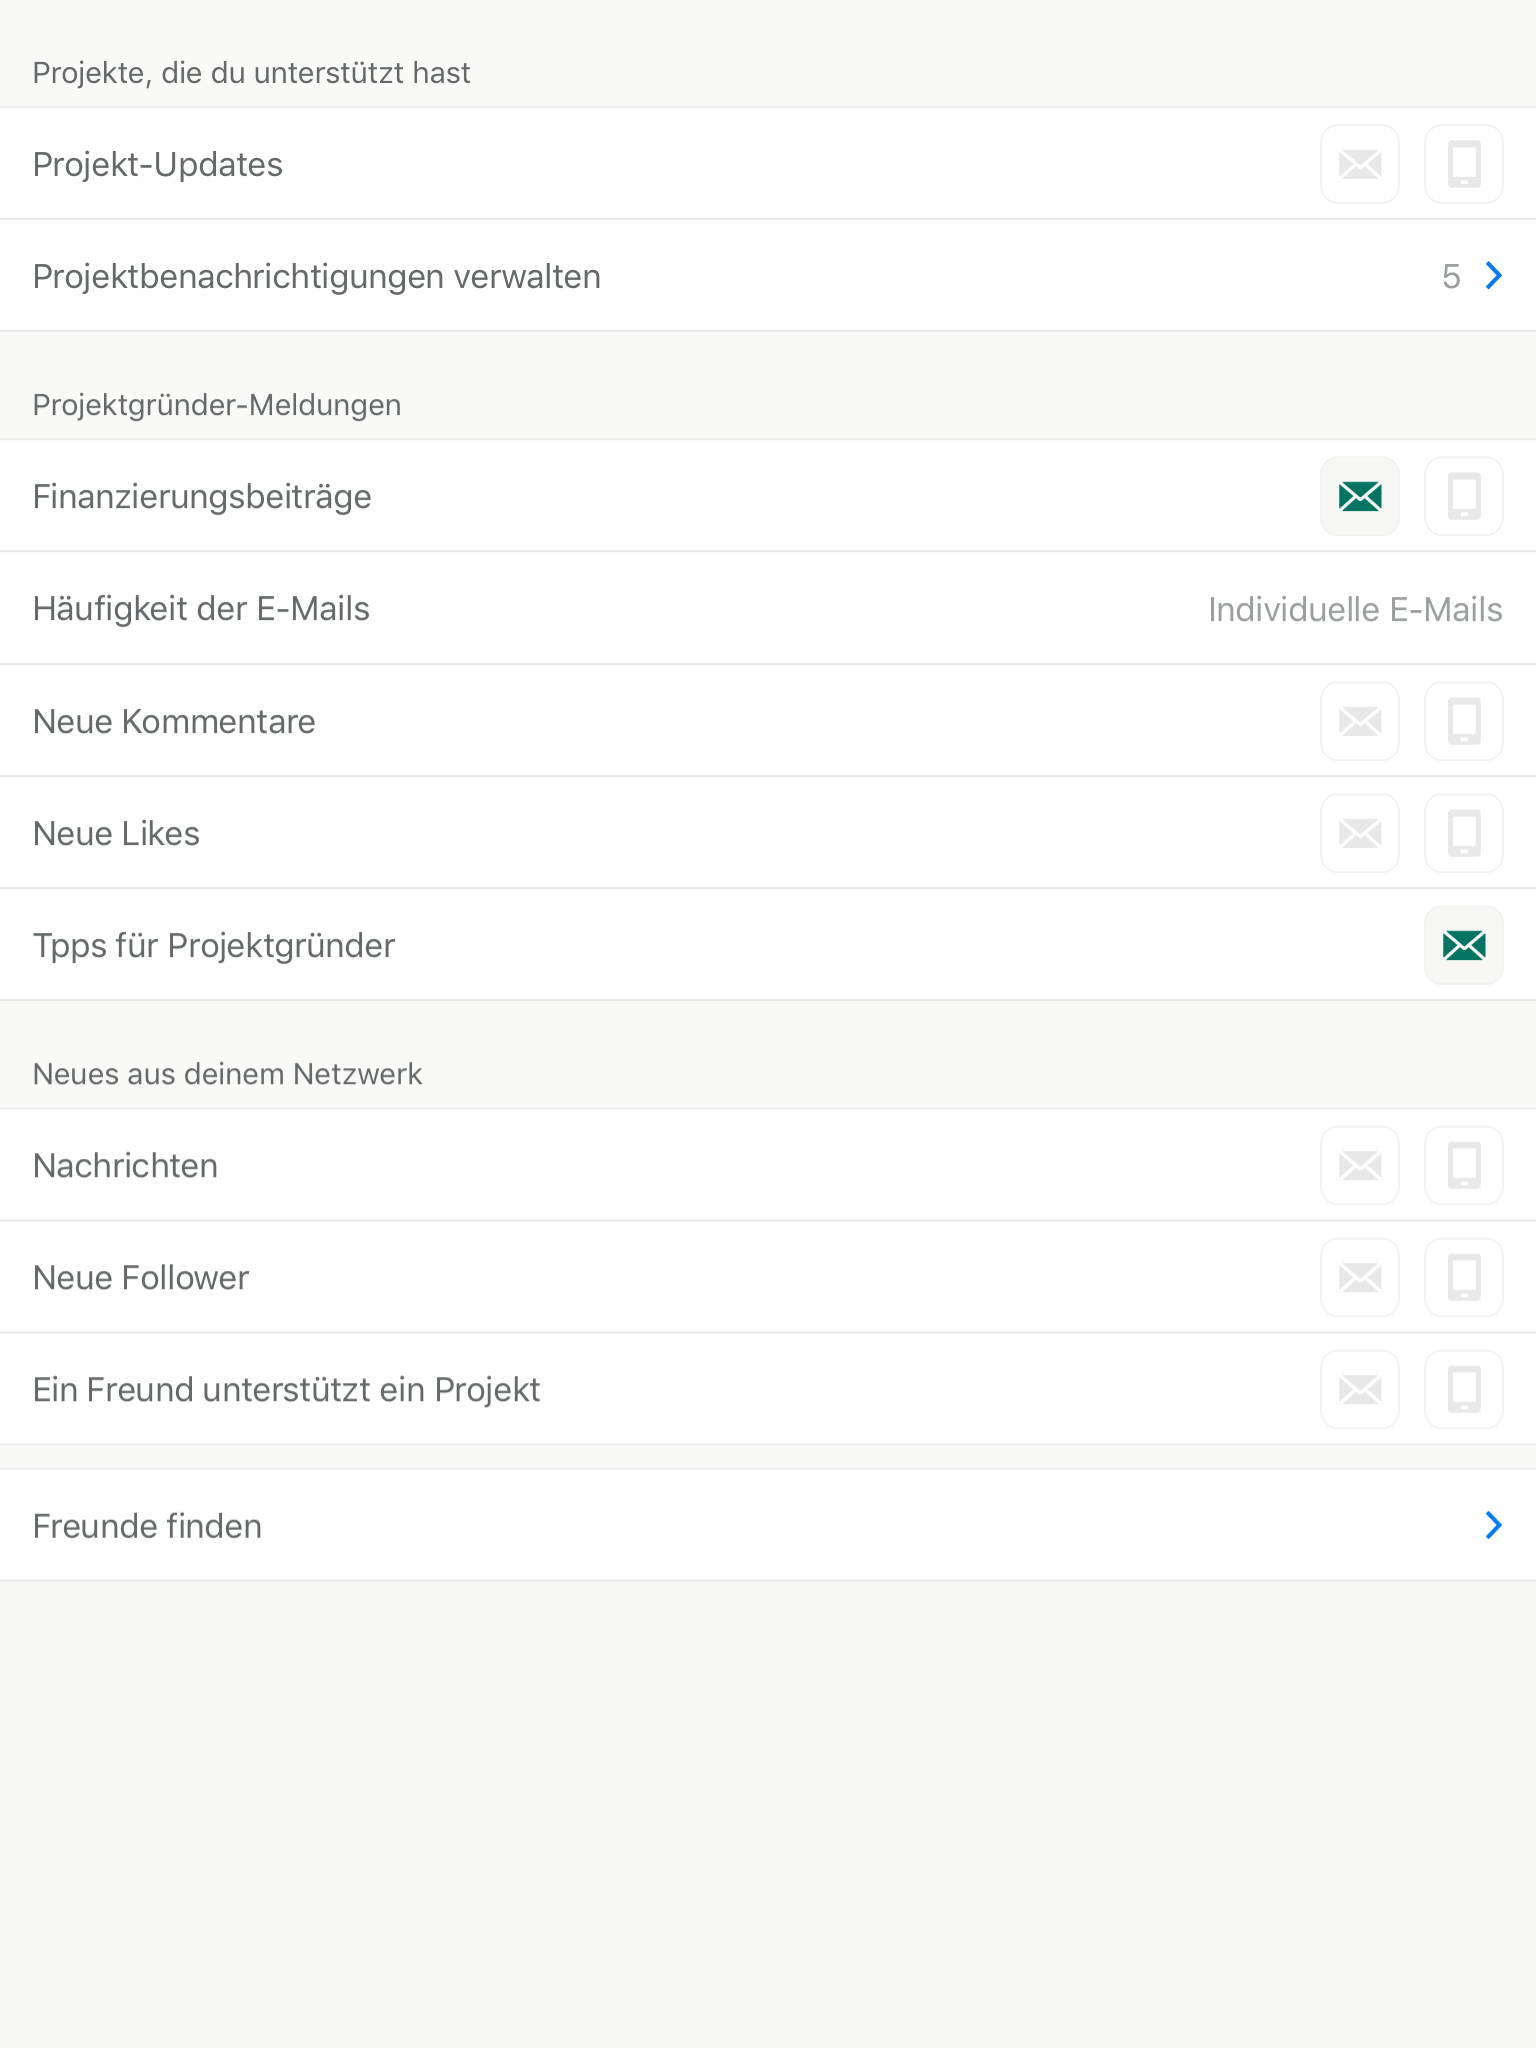 Projekte, die du unterstützt hast
Projekt-Updates
Projektbenachrichtigungen verwalten 5
Projektgründer-Meldungen
Finanzierungsbeiträge
Häufigkeit der E-Mails Individuelle E-Mails
Neue Kommentare
Neue Likes
Tpps für Projektgründer
Neues aus deinem Netzwerk
Nachrichten
Neue Follower
Ein Freund unterstützt ein Projekt
Freunde finden